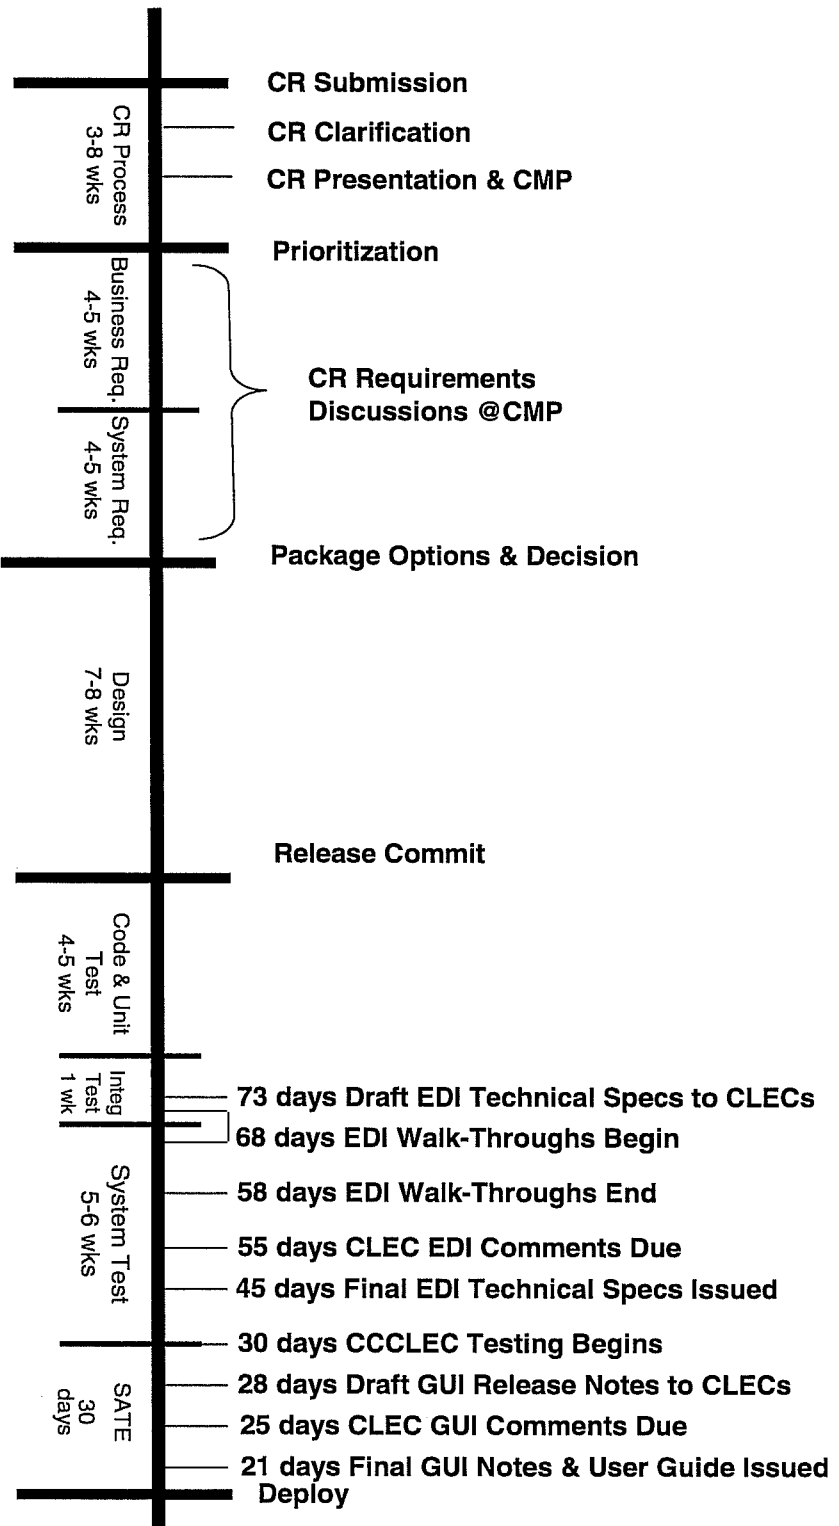 CR Submission
CR Clarification
CR Process
3-8 wks
CR Presentation & CMP
Prioritization
Business Req.
4-5 wks
CR Requirements
Discussions @CMP
System Req.
4-5 wks
Package Options & Decision
Design
7-8 wks
Release Commit
Code & Unit
Test
4-5 wks
Integ
Test
1 wk
73 days Draft EDI Technical Specs to CLECs
68 days EDI Walk-Throughs Begin
System Test
5-6 wks
58 days EDI Walk-Throughs End
55 days CLEC EDI Comments Due
45 days Final EDI Technical Specs Issued
30 days CCCLEC Testing Begins
SATE
30
days
28 days Draft GUI Release Notes to CLECs
25 days CLEC GUI Comments Due
21 days Final GUI Notes & User Guide Issued
Deploy